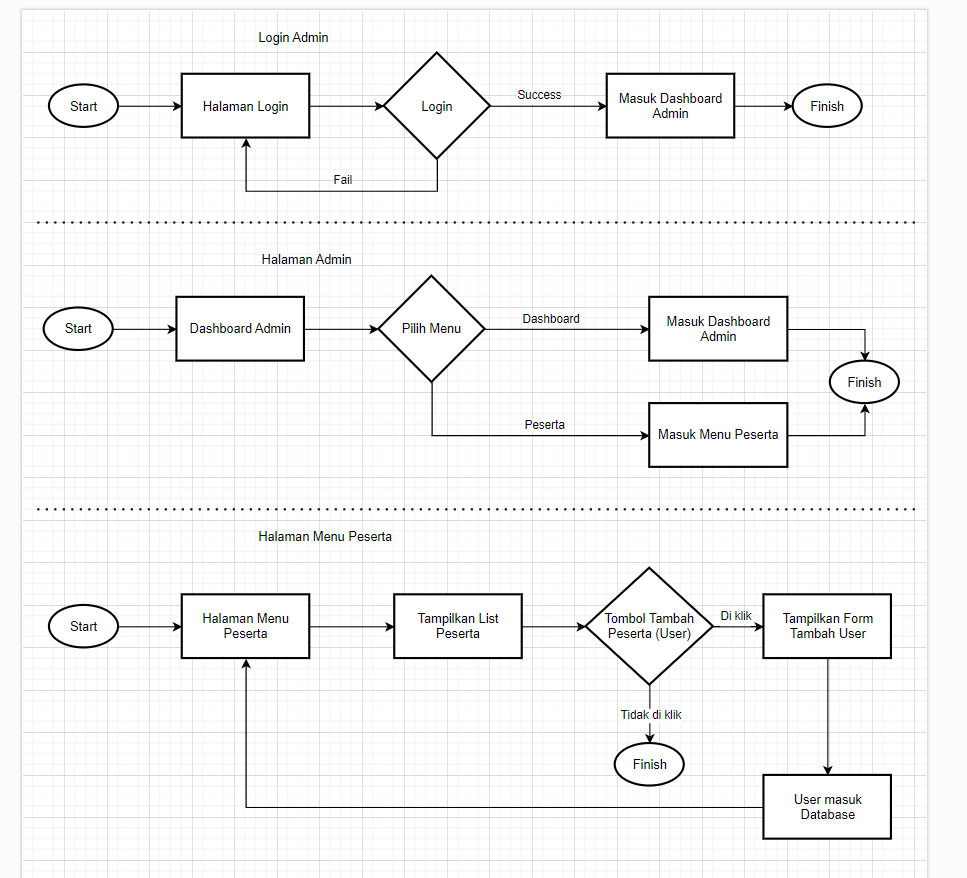 Login Admin
Start
Halaman Login
Login
Success
Masuk Dashboard
Admin
Finish
Fail
Halaman Admin
Start
Dashboard Admin
Pilih Menu
Dashboard
Masuk Dashboard
Admin
Finish
Peserta
Masuk Menu Peserta
Halaman Menu Peserta
Start
Halaman Menu
Peserta
Tampilkan List
Peserta
Tombol Tambah
Peserta (User)
Di klik
Tampilkan Form
Tambah User
Tidak di klik
Finish
User masuk
Database